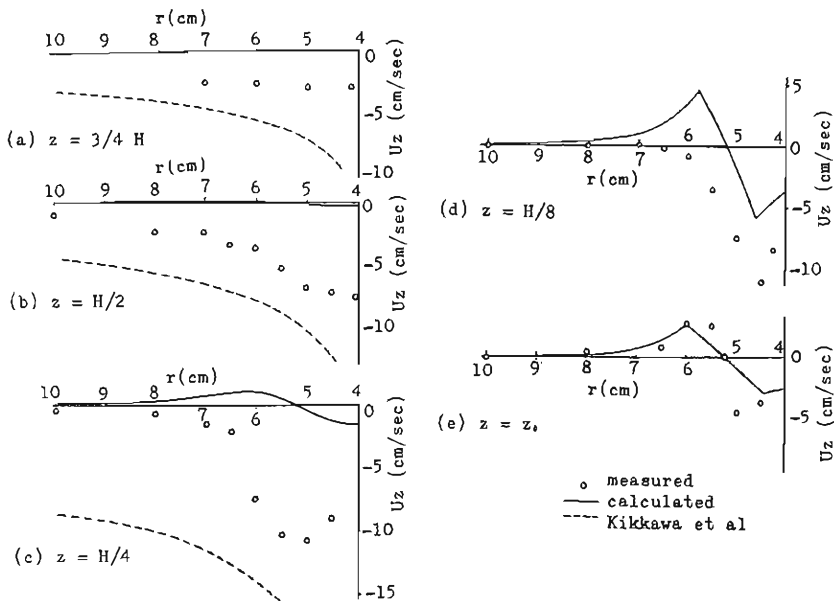 r(cm)
10 9 8 7 6 5 4
0
-5
-10
Uz (cm/sec)
(a) z = 3/4 H
r(cm)
10 9 8 7 6 5 4
0
-5
-10
Uz (cm/sec)
(b) z = H/2
r(cm)
10 9 8 7 6 5 4
0
-5
-10
-15
Uz (cm/sec)
(c) z = H/4
5
0
-5
-10
Uz (cm/sec)
10 9 8 7 6 5 4
r(cm)
(d) z = H/8
0
-5
Uz (cm/sec)
10 9 8 7 6 5 4
r(cm)
(e) z = z₀
measured
calculated
Kikkawa et al